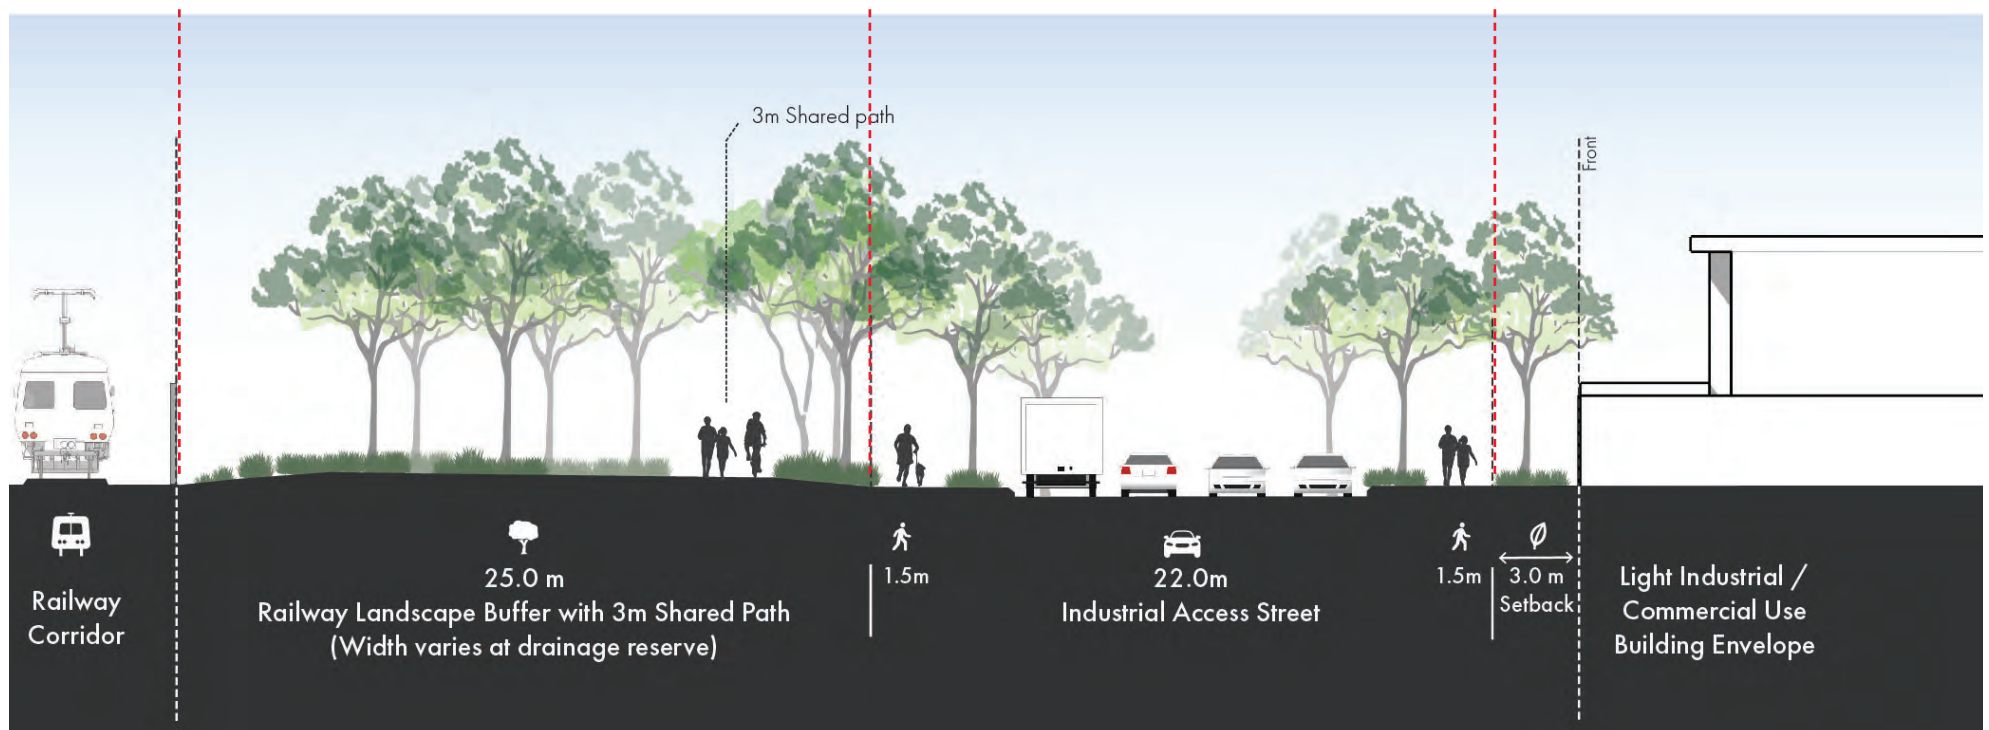 3m Shared path
Front
Railway
Corridor
25.0 m
Railway Landscape Buffer with 3m Shared Path
(Width varies at drainage reserve)
1.5m
22.0m
Industrial Access Street
1.5m
3.0 m
Setback
Light Industrial /
Commercial Use
Building Envelope